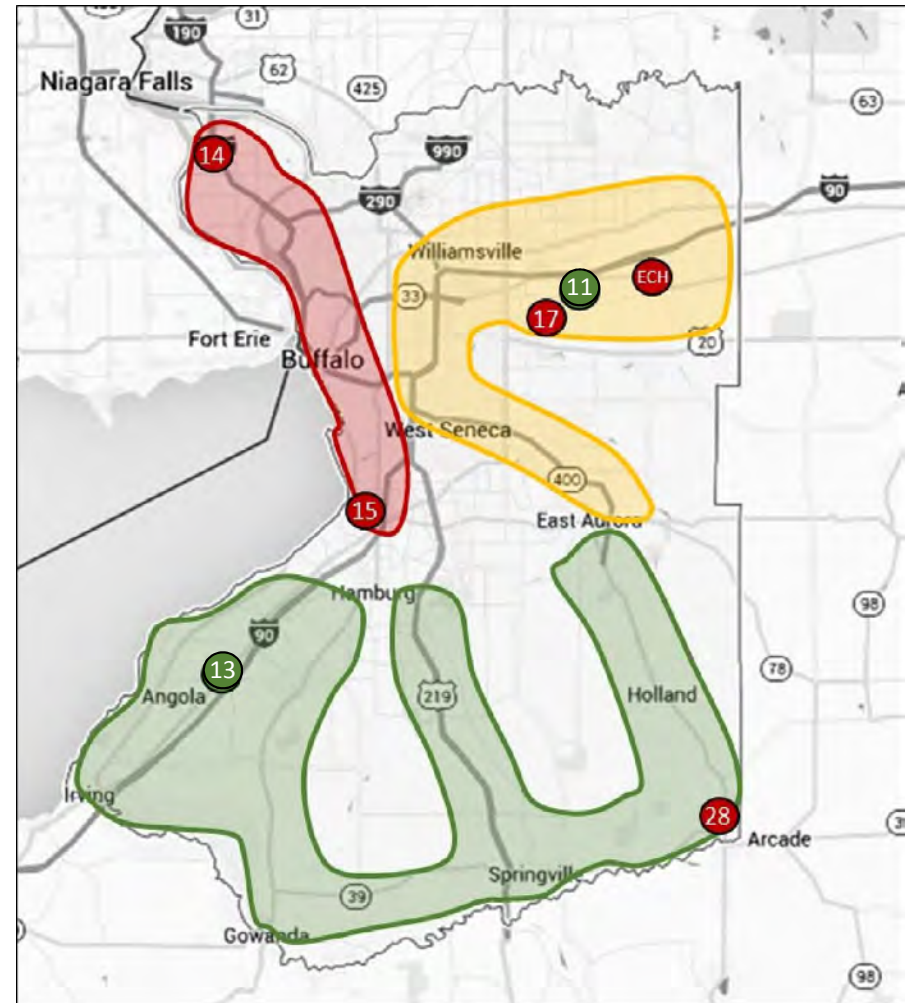 190
31
Niagara Falls
62
425
63
990
14
290
90
Williamsville
ECH
11
33
17
Fort Erie
20
Buffalo
West Seneca
400
15
East Aurora
Hamburg
98
90
13
78
Angola
219
Holland
Irving
28
Arcade
Springville
39
Gowanda
98